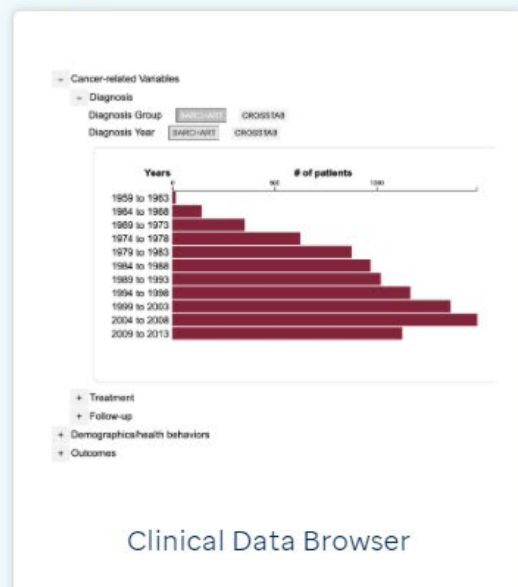 - Cancer-related Variables
- Diagnosis
Diagnosis Group BARCHART CROSSTAB
Diagnosis Year BARCHART CROSSTAB
Years # of patients
0 500 1000
1959 to 1963
1964 to 1968
1969 to 1973
1974 to 1978
1979 to 1983
1984 to 1988
1989 to 1993
1994 to 1998
1999 to 2003
2004 to 2008
2009 to 2013
+ Treatment
+ Follow-up
+ Demographics/health behaviors
+ Outcomes
Clinical Data Browser